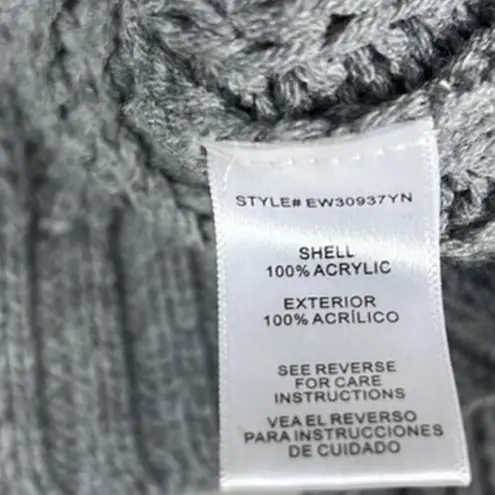 STYLE# EW30937YN
SHELL
100% ACRYLIC
EXTERIOR
100% ACRÍLICO
SEE REVERSE
FOR CARE
INSTRUCTIONS
VEA EL REVERSO
PARA INSTRUCCIONES
DE CUIDADO